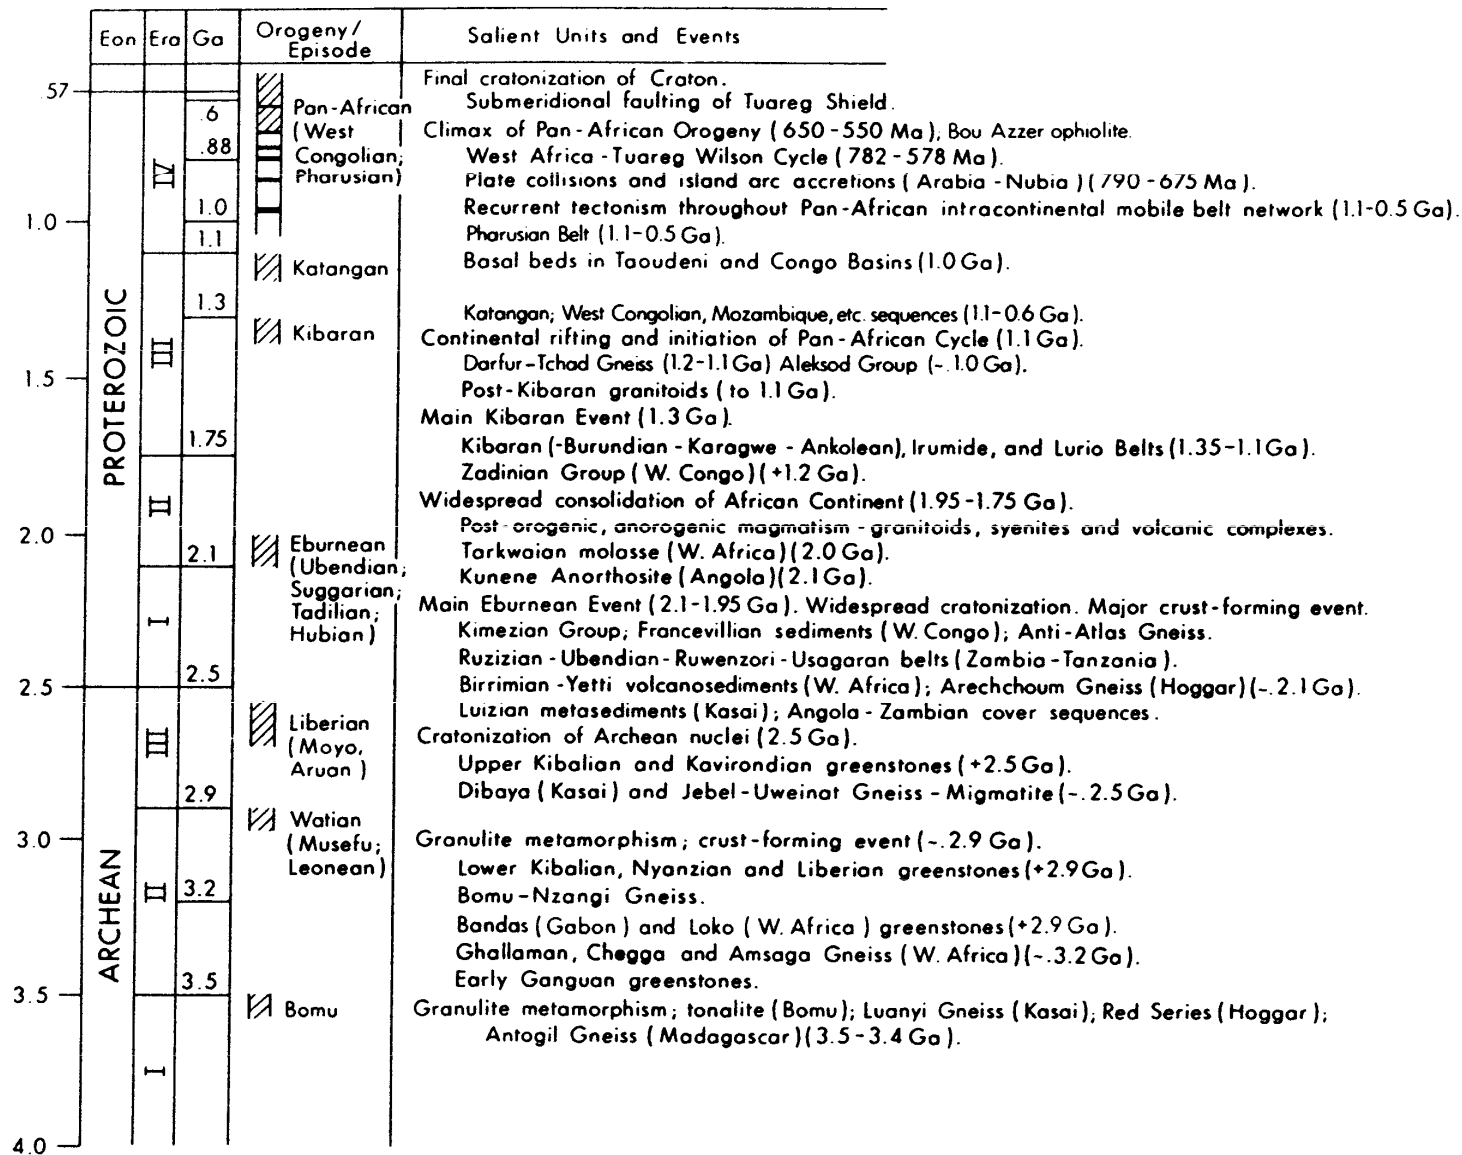 Eon Era Ga Orogeny/ Episode Salient Units and Events
.57
1.0
1.5
2.0
2.5
3.0
3.5
4.0
PROTEROZOIC
ARCHEAN
IV
III
II
I
III
II
I
.6
.88
1.0
1.1
1.3
1.75
2.1
2.5
2.9
3.2
3.5
Pan-African
(West
Congolian;
Pharusian)
Katangan
Kibaran
Eburnean
(Ubendian;
Suggarian;
Tadilian;
Hubian)
Liberian
(Moyo,
Aruan)
Watian
(Musefu;
Leonean)
Bomu
Final cratonization of Craton.
Submeridional faulting of Tuareg Shield.
Climax of Pan-African Orogeny (650-550 Ma); Bou Azzer ophiolite.
West Africa-Tuareg Wilson Cycle (782-578 Ma).
Plate collisions and island arc accretions (Arabia-Nubia)(790-675 Ma).
Recurrent tectonism throughout Pan-African intracontinental mobile belt network (1.1-0.5 Ga).
Pharusian Belt (1.1-0.5 Ga).
Basal beds in Taoudeni and Congo Basins (1.0 Ga).
Katangan; West Congolian, Mozambique, etc. sequences (1.1-0.6 Ga).
Continental rifting and initiation of Pan-African Cycle (1.1 Ga).
Darfur-Tchad Gneiss (1.2-1.1 Ga) Aleksod Group (~.1.0 Ga).
Post-Kibaran granitoids (to 1.1 Ga).
Main Kibaran Event (1.3 Ga).
Kibaran (-Burundian-Karagwe-Ankolean), Irumide, and Lurio Belts (1.35-1.1 Ga).
Zadinian Group (W. Congo)(+1.2 Ga).
Widespread consolidation of African Continent (1.95-1.75 Ga).
Post-orogenic, anorogenic magmatism-granitoids, syenites and volcanic complexes.
Tarkwaian molasse (W. Africa)(2.0 Ga).
Kunene Anorthosite (Angola)(2.1 Ga).
Main Eburnean Event (2.1-1.95 Ga). Widespread cratonization. Major crust-forming event.
Kimezian Group; Francevillian sediments (W. Congo); Anti-Atlas Gneiss.
Ruzizian-Ubendian-Ruwenzori-Usagaran belts (Zambia-Tanzania).
Birrimian-Yetti volcanosediments (W. Africa); Arechchoum Gneiss (Hoggar)(~.2.1 Ga).
Luizian metasediments (Kasai); Angola-Zambian cover sequences.
Cratonization of Archean nuclei (2.5 Ga).
Upper Kibalian and Kavirondian greenstones (+2.5 Ga).
Dibaya (Kasai) and Jebel-Uweinat Gneiss-Migmatite (~.2.5 Ga).
Granulite metamorphism; crust-forming event (~.2.9 Ga).
Lower Kibalian, Nyanzian and Liberian greenstones (+2.9 Ga).
Bomu-Nzangi Gneiss.
Bandas (Gabon) and Loko (W. Africa) greenstones (+2.9 Ga).
Ghallaman, Chegga and Amsaga Gneiss (W. Africa)(~.3.2 Ga).
Early Ganguan greenstones.
Granulite metamorphism; tonalite (Bomu); Luanyi Gneiss (Kasai); Red Series (Hoggar);
Antogil Gneiss (Madagascar)(3.5-3.4 Ga).